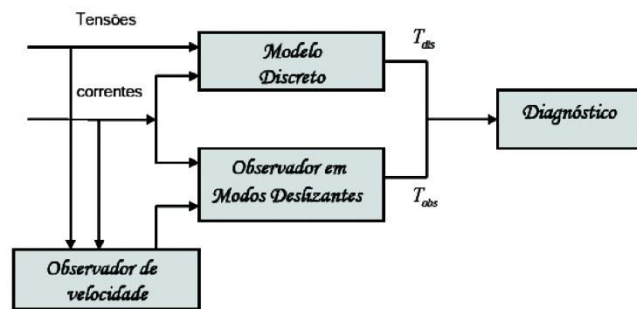 Tensões
Modelo
Discreto
T_dis
correntes
Diagnóstico
Observador em
Modos Deslizantes
T_obs
Observador de
velocidade